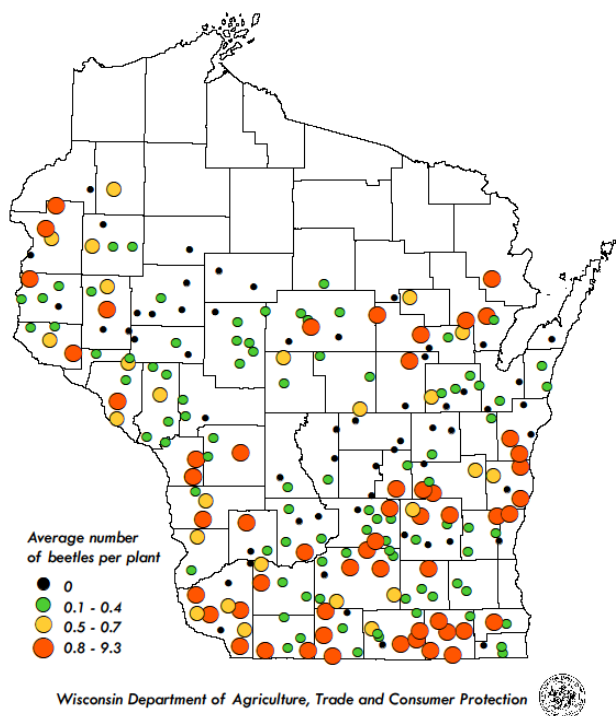 Average number
of beetles per plant
0
0.1 - 0.4
0.5 - 0.7
0.8 - 9.3
Wisconsin Department of Agriculture, Trade and Consumer Protection